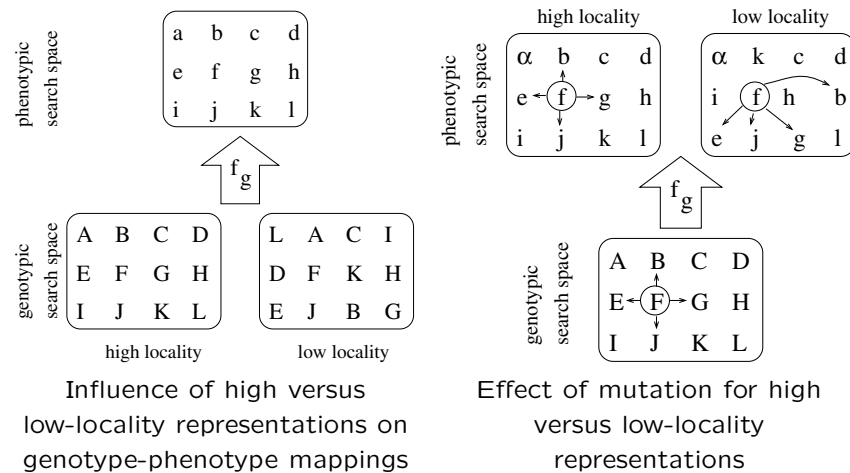 phenotypic
search space
a b c d
e f g h
i j k l
f
g
genotypic
search space
A B C D
E F G H
I J K L
high locality
L A C I
D F K H
E J B G
low locality
Influence of high versus
low-locality representations on
genotype-phenotype mappings
high locality
low locality
phenotypic
search space
α b c d
e f g h
i j k l
α k c d
i f h b
e j g l
f
g
genotypic
search space
A B C D
E F G H
I J K L
Effect of mutation for high
versus low-locality
representations